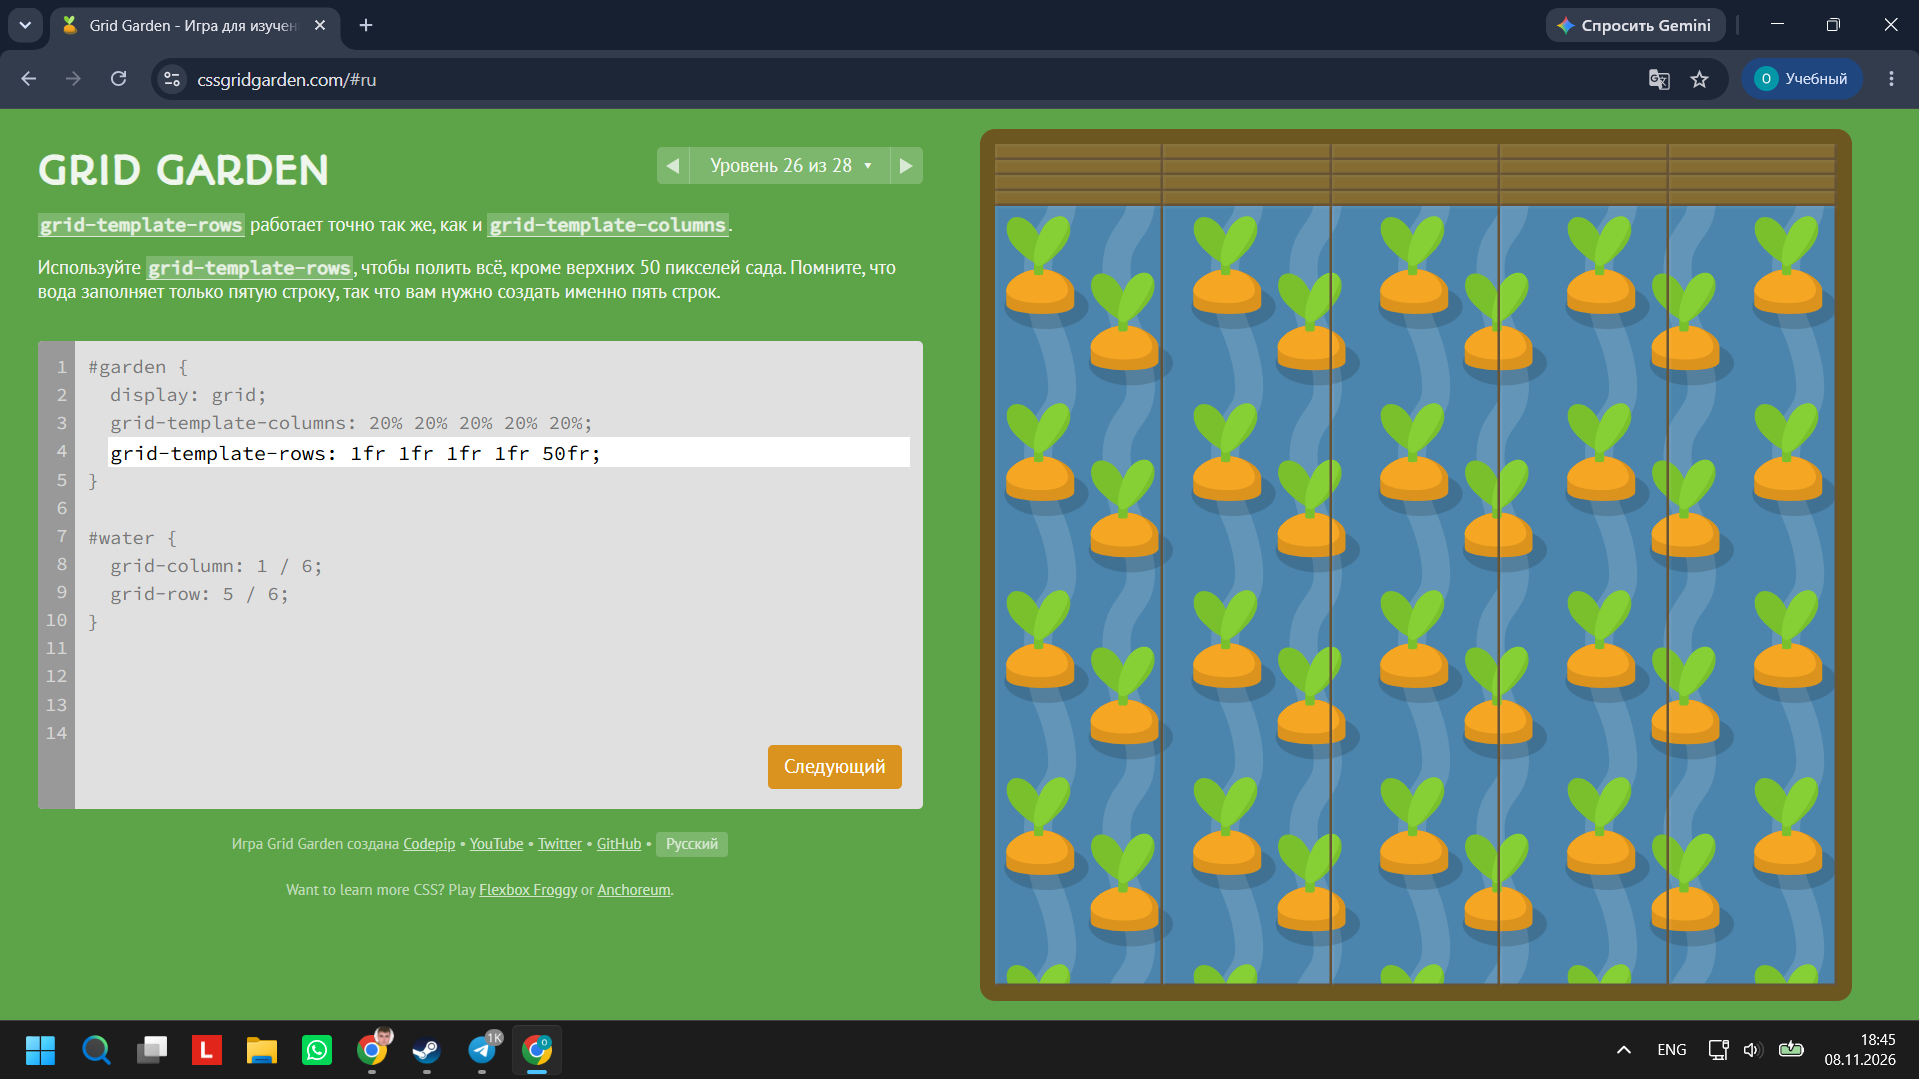 Grid Garden - Игра для изучен
Спросить Gemini
cssgridgarden.com/#ru
О Учебный
GRID GARDEN
Уровень 26 из 28
grid-template-rows работает точно так же, как и grid-template-columns.
Используйте grid-template-rows, чтобы полить всё, кроме верхних 50 пикселей сада. Помните, что
вода заполняет только пятую строку, так что вам нужно создать именно пять строк.
1 #garden {
2 display: grid;
3 grid-template-columns: 20% 20% 20% 20% 20%;
4 grid-template-rows: 1fr 1fr 1fr 1fr 50fr;
5 }
6
7 #water {
8 grid-column: 1 / 6;
9 grid-row: 5 / 6;
10 }
11
12
13
14
Следующий
Игра Grid Garden создана Codepip • YouTube • Twitter • GitHub • Русский
Want to learn more CSS? Play Flexbox Froggy or Anchoreum.
L
1K
О
ENG
18:45
08.11.2026